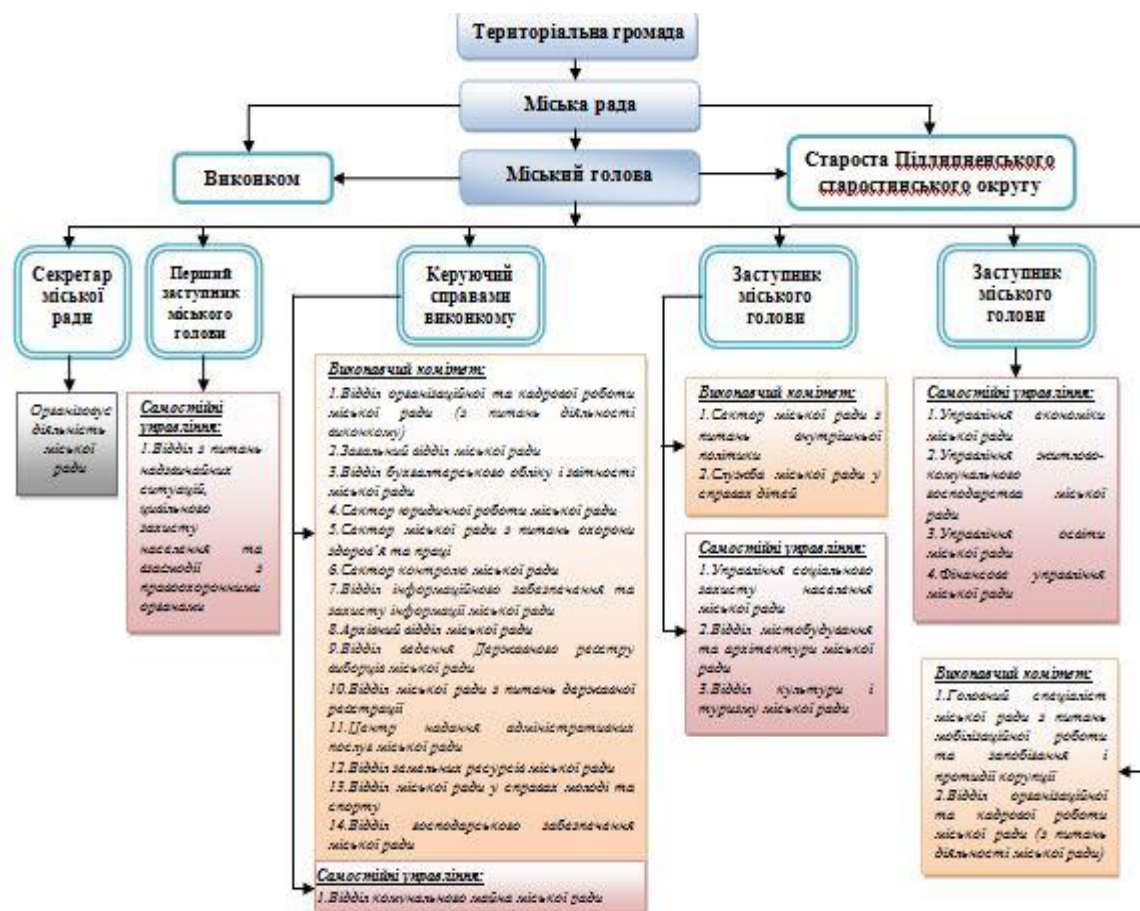 Територіальна громада
Міська рада
Виконком
Міський голова
Староста Підлипненського
старостинського округу
Секретар
міської
ради
Перший
заступник
міського
голови
Керуючий
справами
виконкому
Заступник
міського
голови
Заступник
міського
голови
Організовує
діяльність
міської
ради
Самостійні
управління:
1.Відділ з питань
надзвичайних
ситуацій,
цивільного
захисту
населення та
взаємодії з
правоохоронними
органами
Виконавчий комітет:
1.Відділ організаційної та кадрової роботи
міської ради (з питань діяльності
виконкому)
2.Загальний відділ міської ради
3.Відділ бухгалтерського обліку і звітності
міської ради
4.Сектор юридичної роботи міської ради
5.Сектор міської ради з питань охорони
здоров'я та праці
6.Сектор контролю міської ради
7.Відділ інформаційного забезпечення та
захисту інформації міської ради
8.Архівний відділ міської ради
9.Відділ ведення Державного реєстру
виборців міської ради
10.Відділ міської ради з питань державної
реєстрації
11.Центр надання адміністративних
послуг міської ради
12.Відділ земельних ресурсів міської ради
13.Відділ міської ради у справах молоді та
спорту
14.Відділ господарського забезпечення
міської ради
Самостійні управління:
1.Відділ комунального майна міської ради
Виконавчий комітет:
1.Сектор міської ради з
питань внутрішньої
політики
2.Служба міської ради у
справах дітей
Самостійні управління:
1.Управління соціального
захисту населення
міської ради
2.Відділ містобудування
та архітектури міської
ради
3.Відділ культури і
туризму міської ради
Самостійні управління:
1.Управління економіки
міської ради
2.Управління житлово-
комунального
господарства міської
ради
3.Управління освіти
міської ради
4.Фінансове управління
міської ради
Виконавчий комітет:
1.Головний спеціаліст
міської ради з питань
мобілізаційної роботи
та запобігання і
протидії корупції
2.Відділ організаційної
та кадрової роботи
міської ради (з питань
діяльності міської ради)